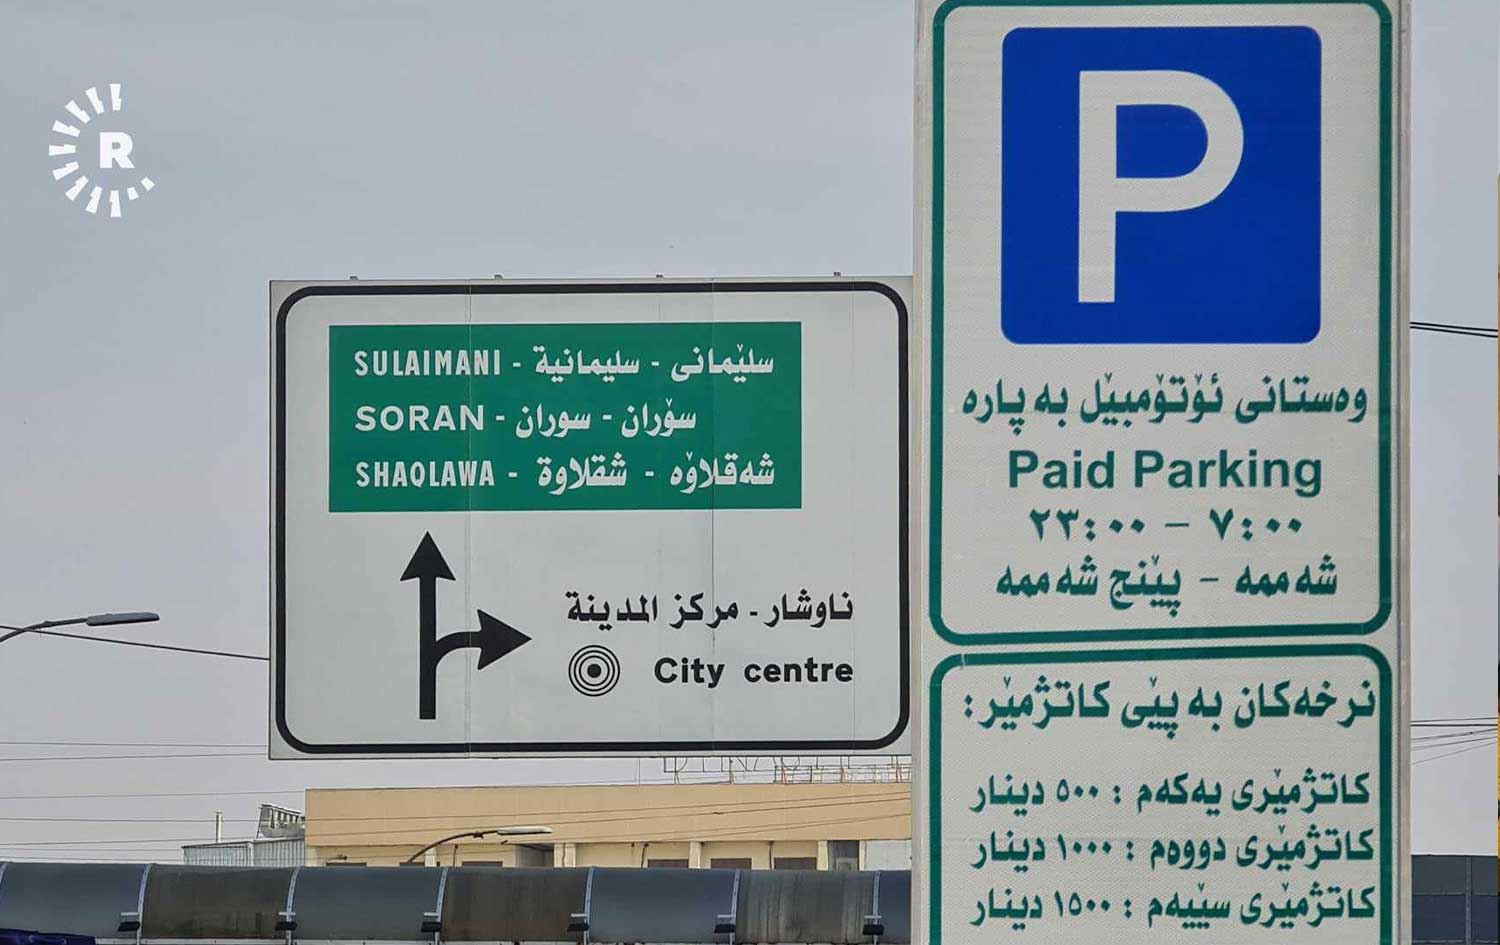 R
SULAIMANI - سليمانية - سلێمانی
SORAN - سوران - سۆران
SHAQLAWA - شقلاوة - شەقڵاوە
ناوشار - مركز المدينة
City centre
P
وەستانی ئۆتۆمبێل بە پارە
Paid Parking
٧:٠٠ – ٢٣:٠٠
شەممە – پێنج شەممە
نرخەکان بە پێی کاتژمێر:
کاتژمێری یەکەم : ٥٠٠ دینار
کاتژمێری دووەم : ١٠٠٠ دینار
کاتژمێری سێیەم : ١٥٠٠ دینار